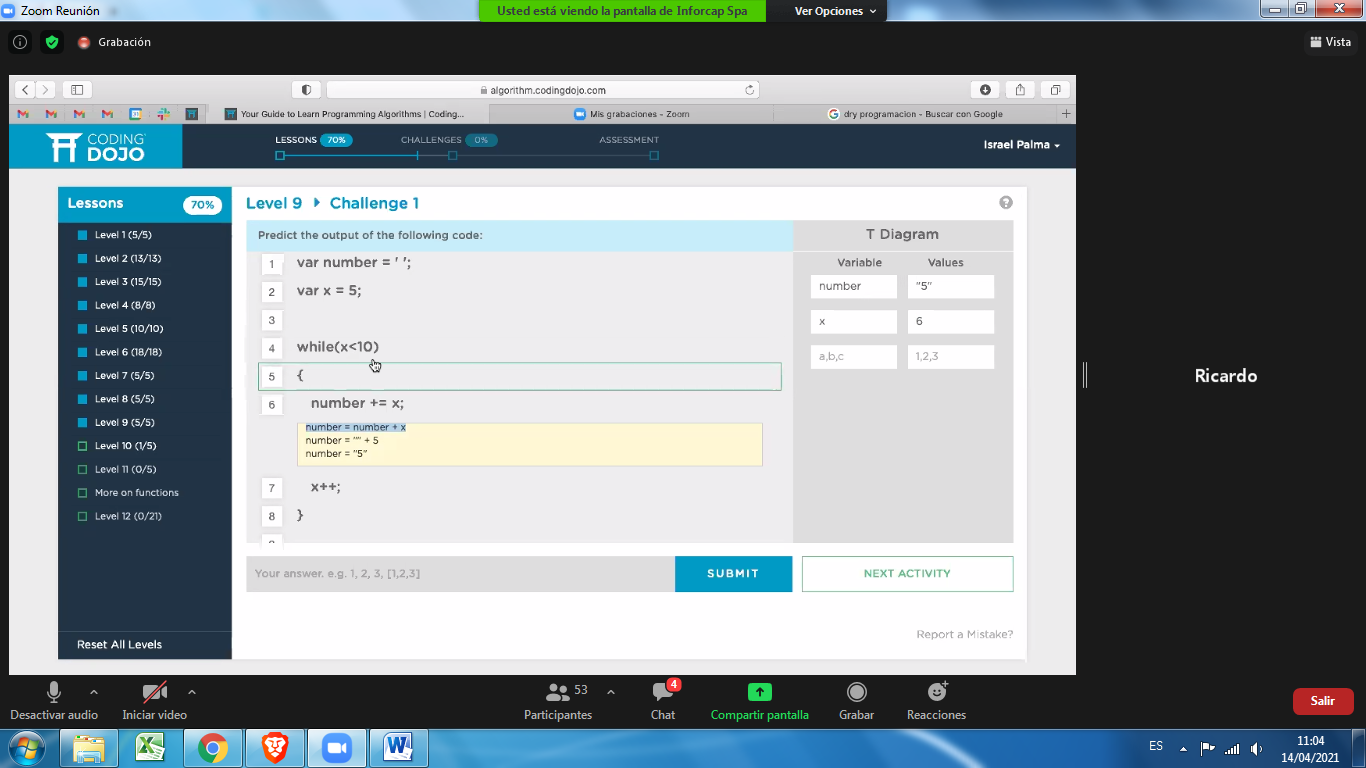 Zoom Reunión
Usted está viendo la pantalla de Inforcap Spa
Ver Opciones
Grabación
Vista
algorithm.codingdojo.com
Your Guide to Learn Programming Algorithms | Coding...
Mis grabaciones - Zoom
dry programacion - Buscar con Google
CODING DOJO
LESSONS 70%
CHALLENGES 0%
ASSESSMENT
Israel Palma
Lessons 70%
Level 1 (5/5)
Level 2 (13/13)
Level 3 (15/15)
Level 4 (8/8)
Level 5 (10/10)
Level 6 (18/18)
Level 7 (5/5)
Level 8 (5/5)
Level 9 (5/5)
Level 10 (1/5)
Level 11 (0/5)
More on functions
Level 12 (0/21)
Reset All Levels
Level 9 Challenge 1
?
Predict the output of the following code:
1 var number = ' ';
2 var x = 5;
3
4 while(x<10)
5 {
6 number += x;
number = number + x
number = "" + 5
number = "5"
7 x++;
8 }
T Diagram
Variable Values
number "5"
x 6
a,b,c 1,2,3
Your answer. e.g. 1, 2, 3, [1,2,3]
SUBMIT
NEXT ACTIVITY
Report a Mistake?
Ricardo
Desactivar audio
Iniciar video
53
Participantes
4
Chat
Compartir pantalla
Grabar
Reacciones
Salir
ES
11:04
14/04/2021